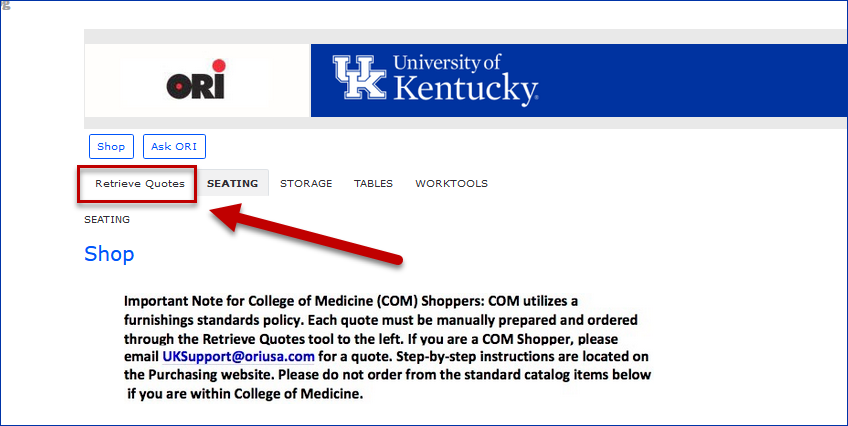 g
ORI
University of
UK Kentucky
Shop Ask ORI
Retrieve Quotes SEATING STORAGE TABLES WORKTOOLS
SEATING
Shop
Important Note for College of Medicine (COM) Shoppers: COM utilizes a
furnishings standards policy. Each quote must be manually prepared and ordered
through the Retrieve Quotes tool to the left. If you are a COM Shopper, please
email UKSupport@oriusa.com for a quote. Step-by-step instructions are located on
the Purchasing website. Please do not order from the standard catalog items below
if you are within College of Medicine.